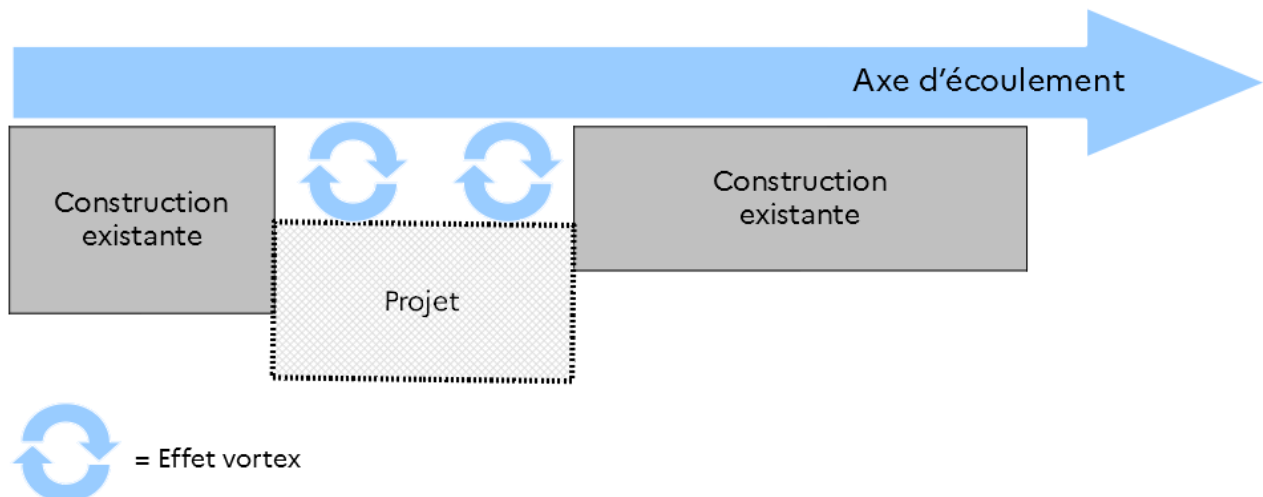 Axe d'écoulement
Construction
existante
Construction
existante
Projet
= Effet vortex